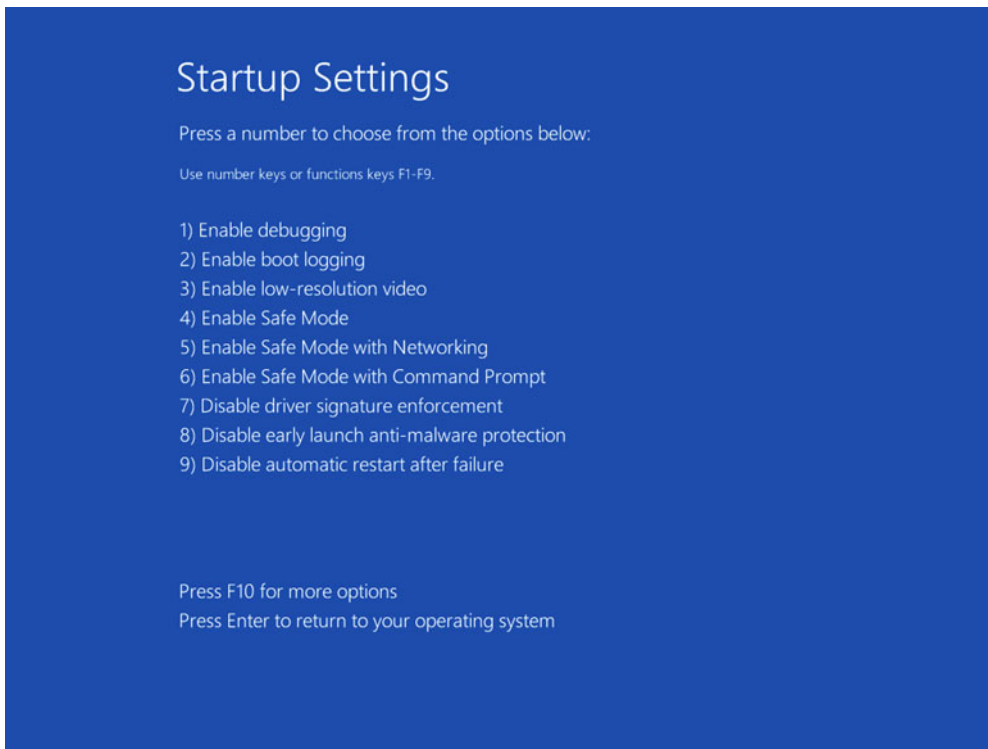 Startup Settings
Press a number to choose from the options below:
Use number keys or functions keys F1-F9.
1) Enable debugging
2) Enable boot logging
3) Enable low-resolution video
4) Enable Safe Mode
5) Enable Safe Mode with Networking
6) Enable Safe Mode with Command Prompt
7) Disable driver signature enforcement
8) Disable early launch anti-malware protection
9) Disable automatic restart after failure
Press F10 for more options
Press Enter to return to your operating system